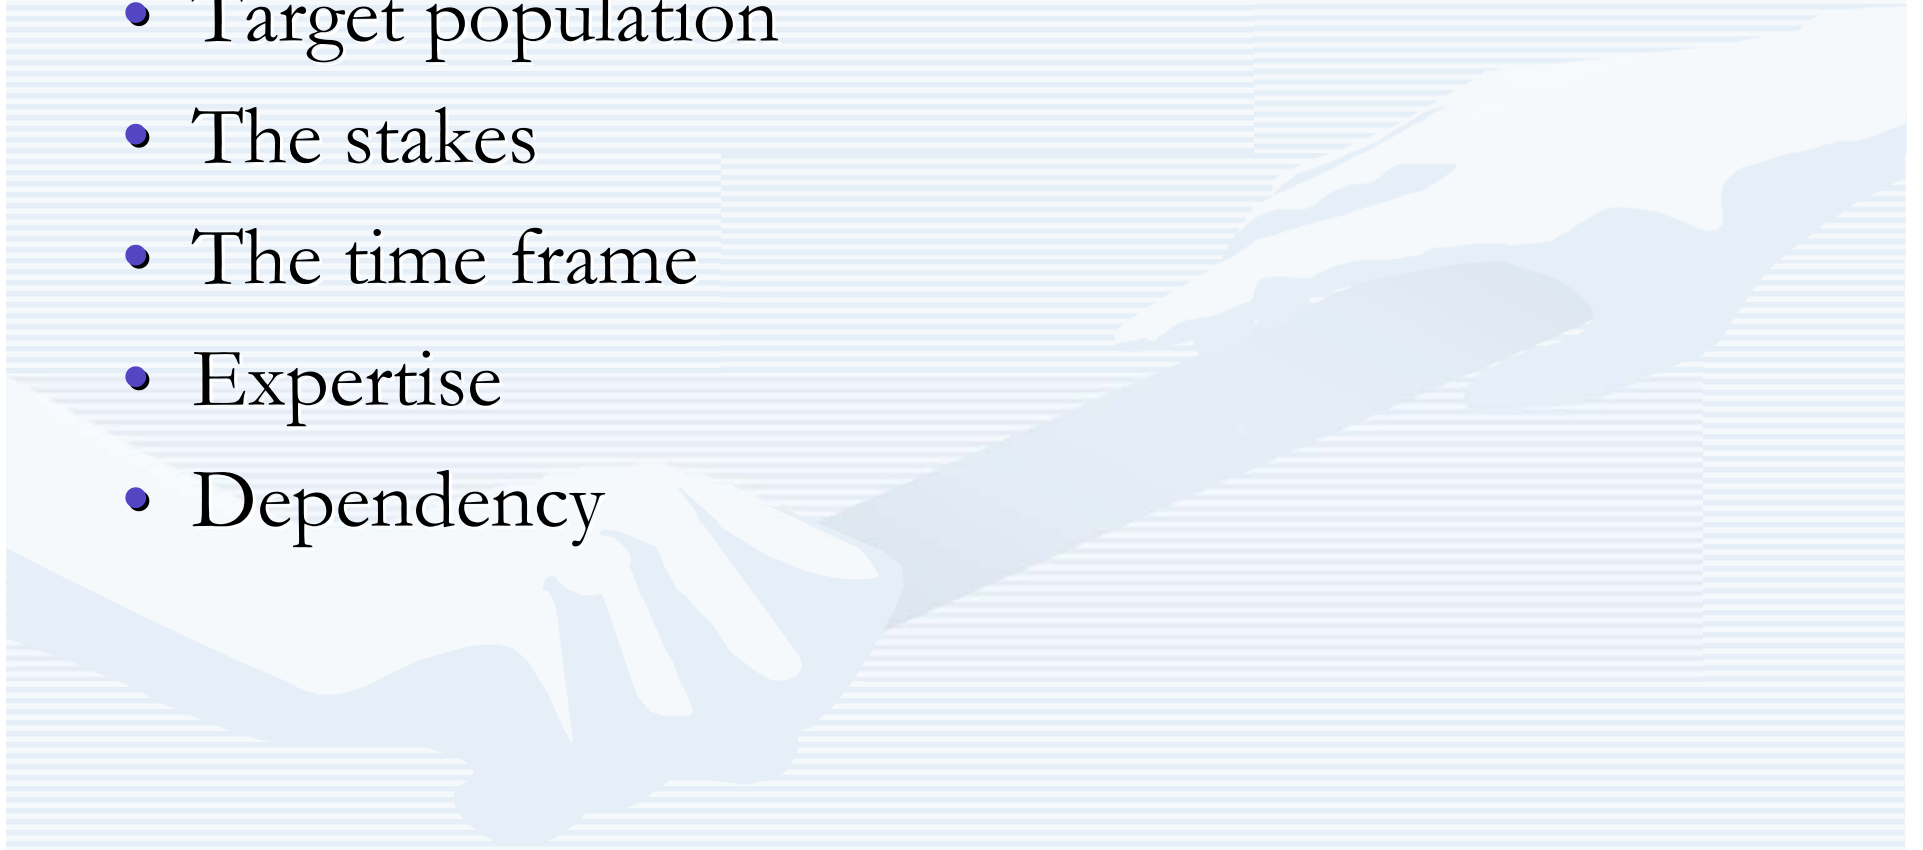 • Target population
• The stakes
• The time frame
• Expertise
• Dependency